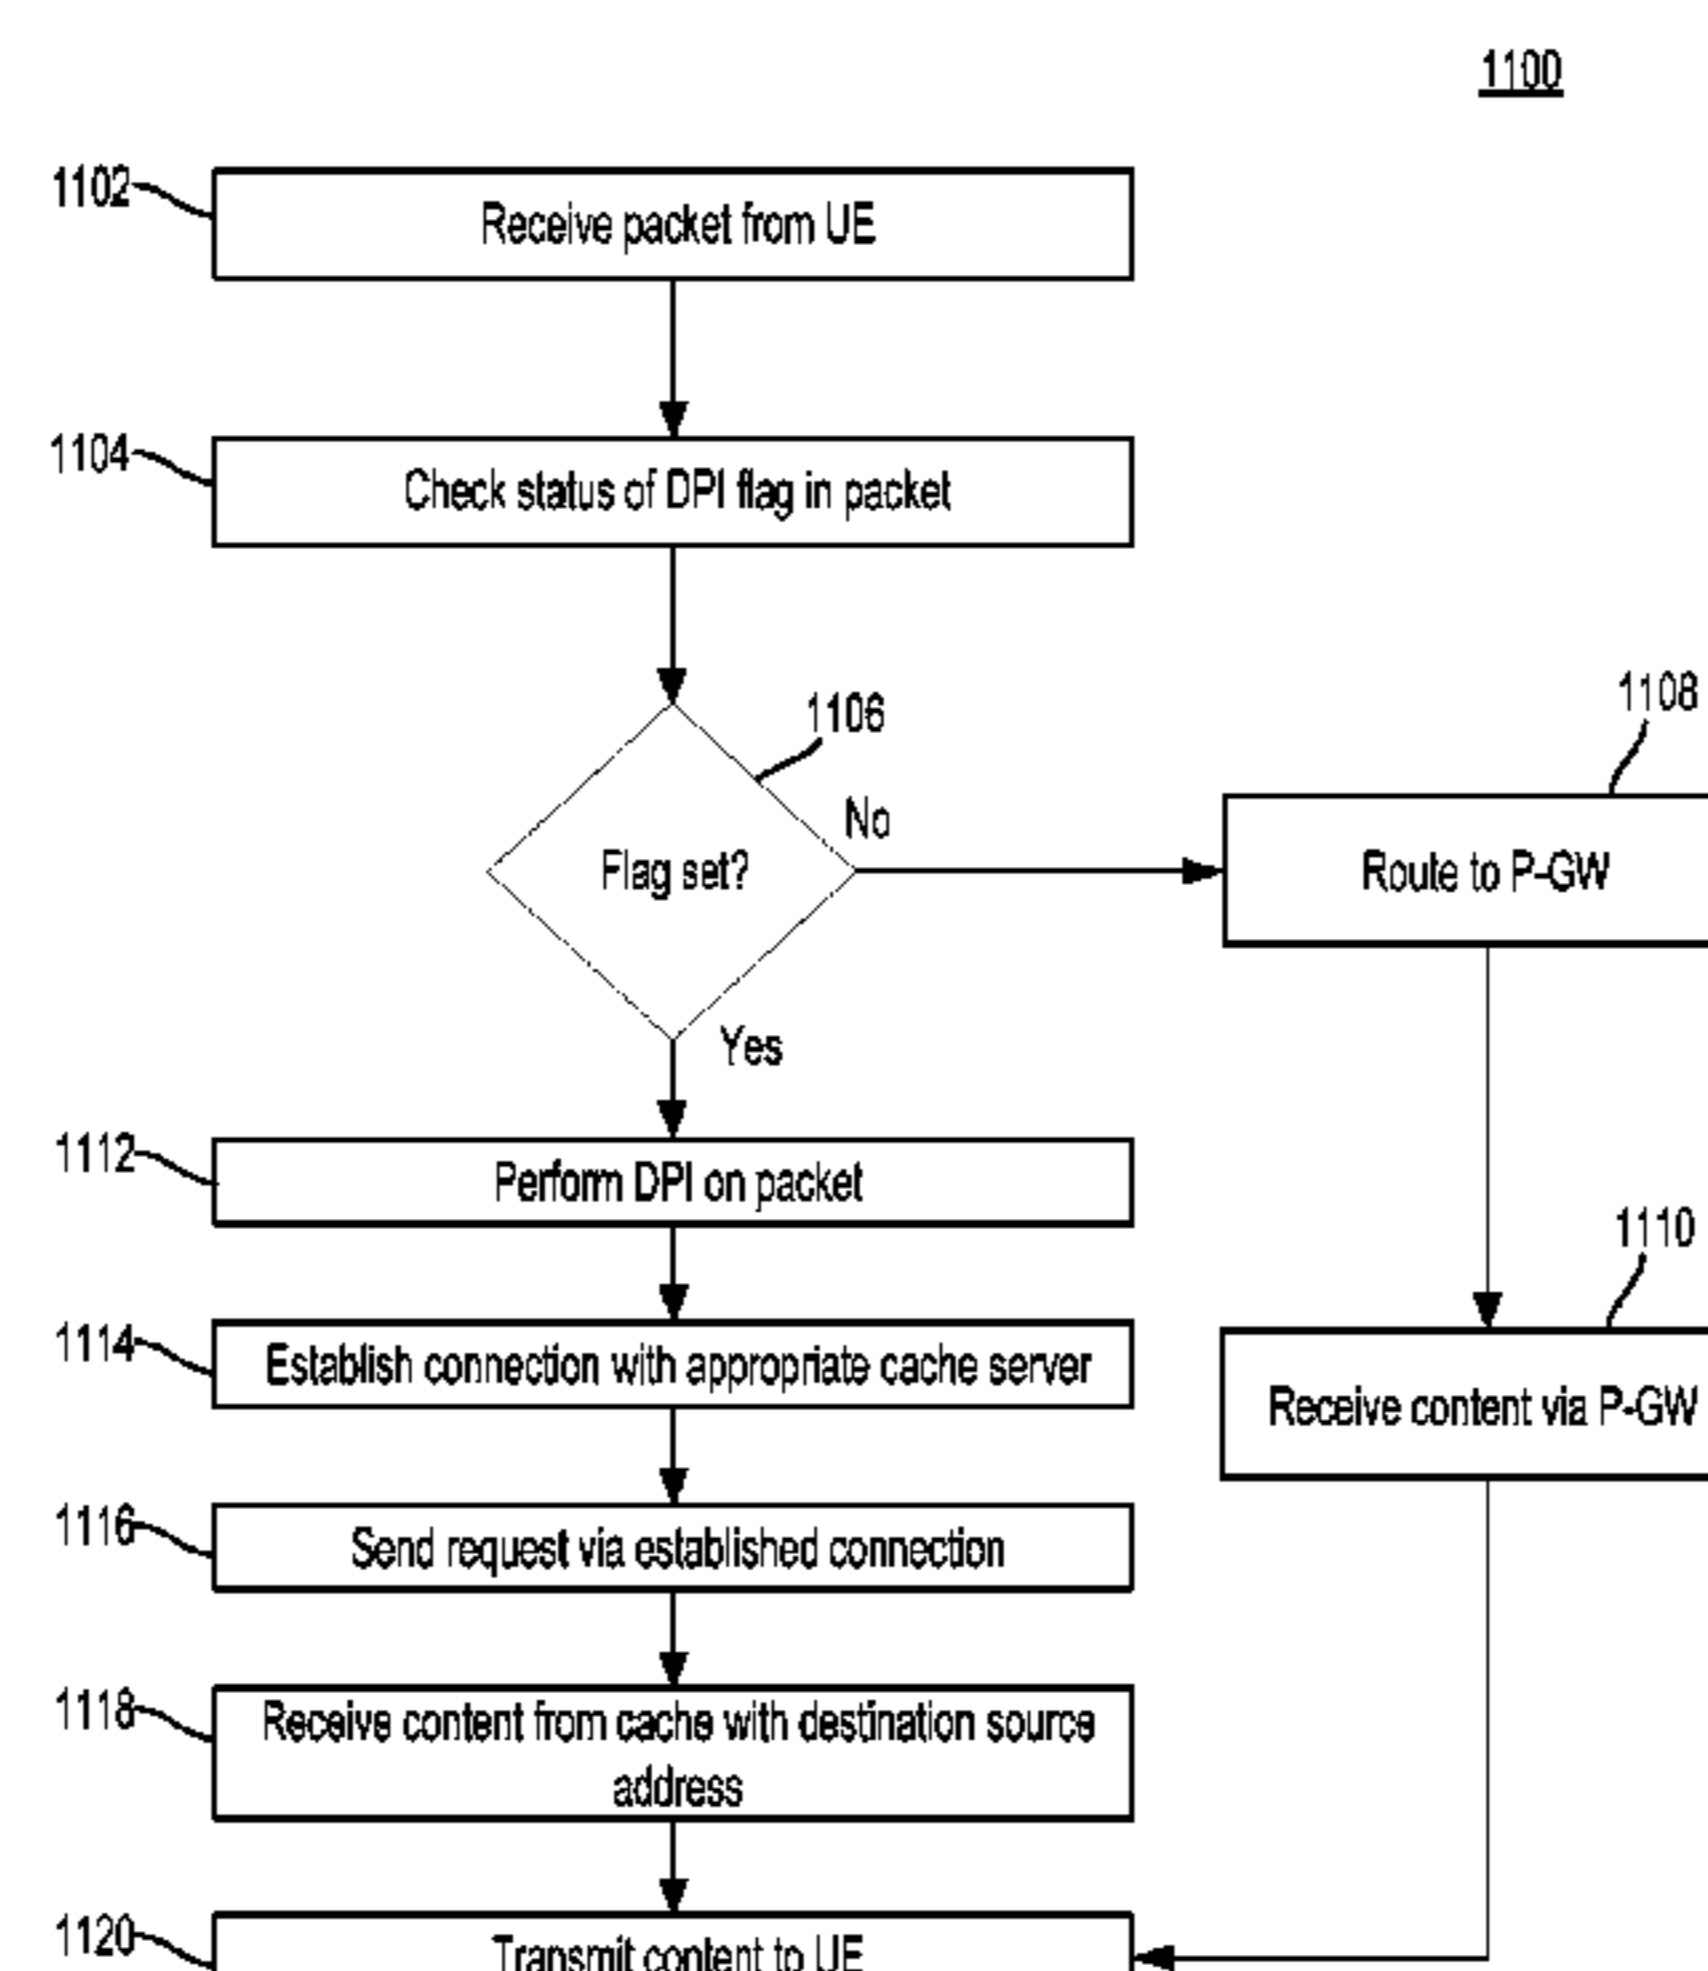 1100
1102
Receive packet from UE
1104
Check status of DPI flag in packet
1106
1108
No
Flag set?
Route to P-GW
Yes
1112
Perform DPI on packet
1110
1114
Establish connection with appropriate cache server
Receive content via P-GW
1116
Send request via established connection
1118
Receive content from cache with destination source
address
1120
Transmit content to UE